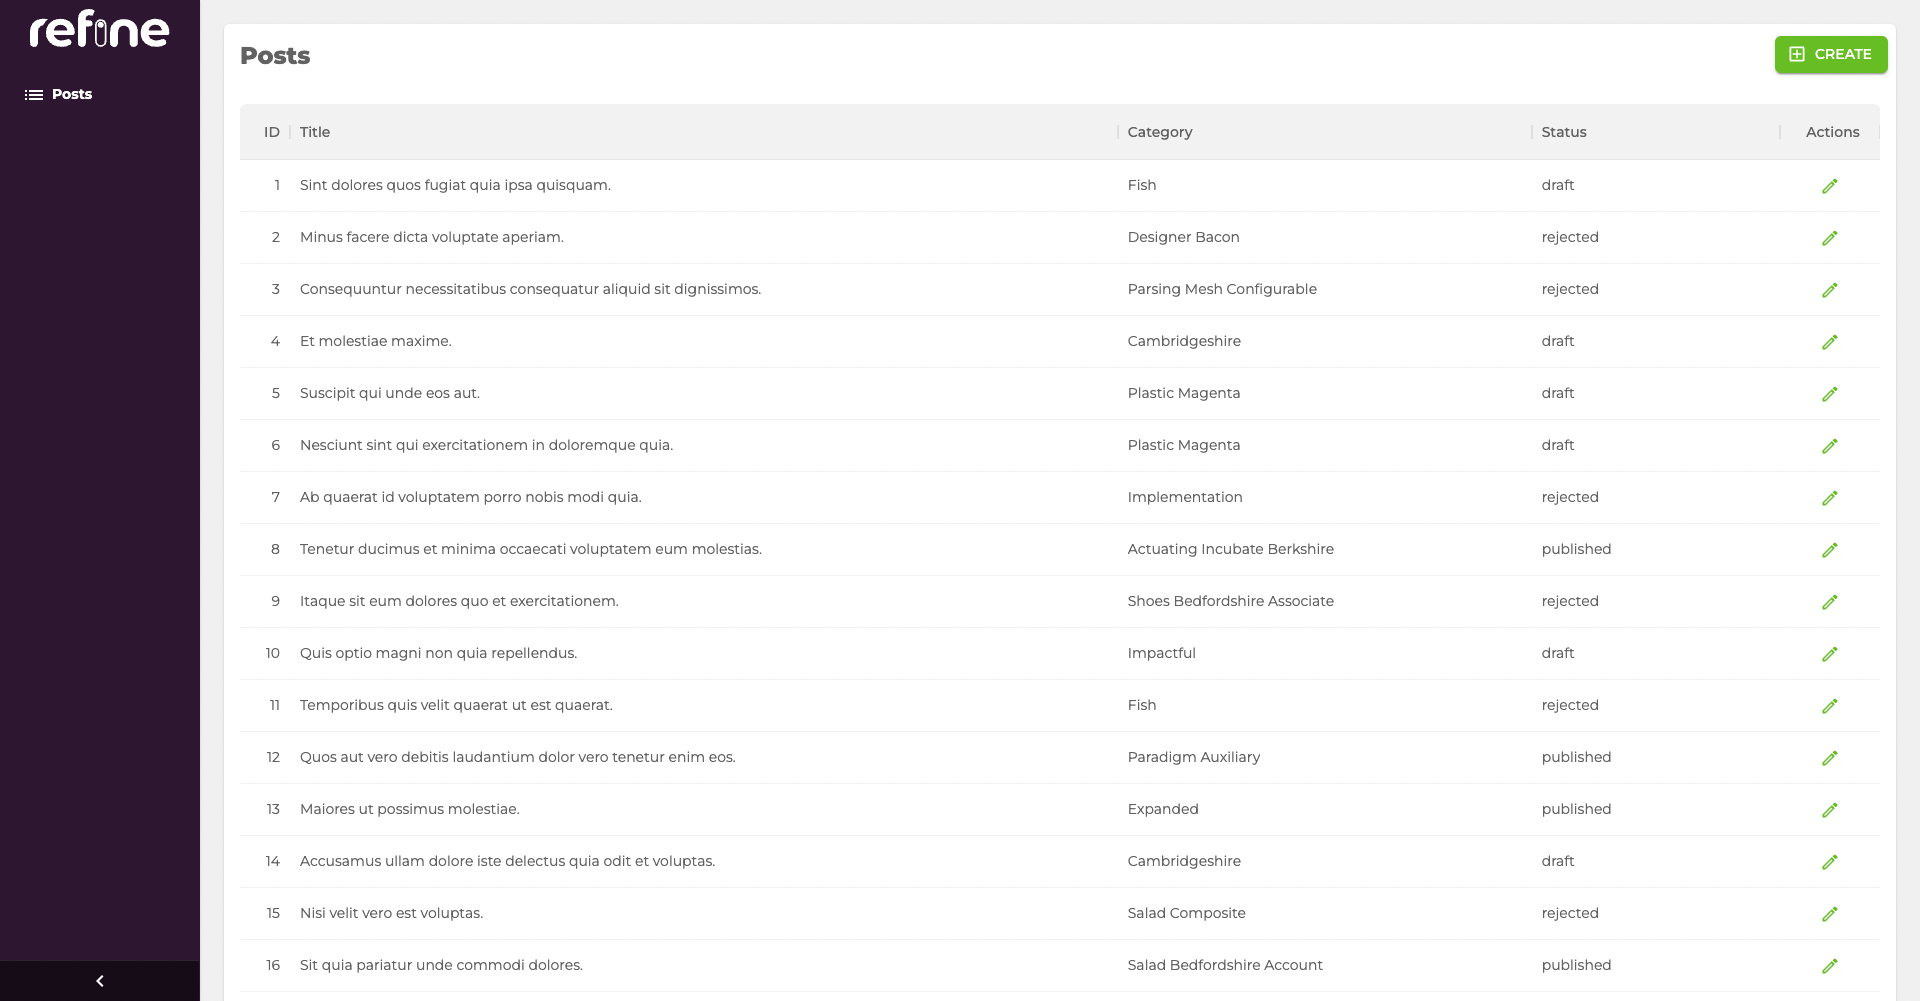 refine
Posts
Posts
CREATE
ID Title Category Status Actions
1 Sint dolores quos fugiat quia ipsa quisquam. Fish draft
2 Minus facere dicta voluptate aperiam. Designer Bacon rejected
3 Consequuntur necessitatibus consequatur aliquid sit dignissimos. Parsing Mesh Configurable rejected
4 Et molestiae maxime. Cambridgeshire draft
5 Suscipit qui unde eos aut. Plastic Magenta draft
6 Nesciunt sint qui exercitationem in doloremque quia. Plastic Magenta draft
7 Ab quaerat id voluptatem porro nobis modi quia. Implementation rejected
8 Tenetur ducimus et minima occaecati voluptatem eum molestias. Actuating Incubate Berkshire published
9 Itaque sit eum dolores quo et exercitationem. Shoes Bedfordshire Associate rejected
10 Quis optio magni non quia repellendus. Impactful draft
11 Temporibus quis velit quaerat ut est quaerat. Fish rejected
12 Quos aut vero debitis laudantium dolor vero tenetur enim eos. Paradigm Auxiliary published
13 Maiores ut possimus molestiae. Expanded published
14 Accusamus ullam dolore iste delectus quia odit et voluptas. Cambridgeshire draft
15 Nisi velit vero est voluptas. Salad Composite rejected
16 Sit quia pariatur unde commodi dolores. Salad Bedfordshire Account published